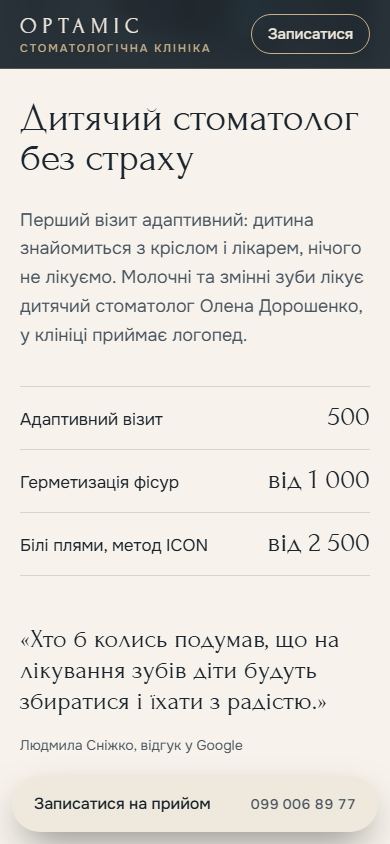 ОРТАМІС
СТОМАТОЛОГІЧНА КЛІНІКА
Записатися
Дитячий стоматолог
без страху
Перший візит адаптивний: дитина
знайомиться з кріслом і лікарем, нічого
не лікуємо. Молочні та змінні зуби лікує
дитячий стоматолог Олена Дорошенко,
у клініці приймає логопед.
Адаптивний візит 500
Герметизація фісур від 1 000
Білі плями, метод ICON від 2 500
«Хто б колись подумав, що на
лікування зубів діти будуть
збиратися і їхати з радістю.»
Людмила Сніжко, відгук у Google
Записатися на прийом 099 006 89 77